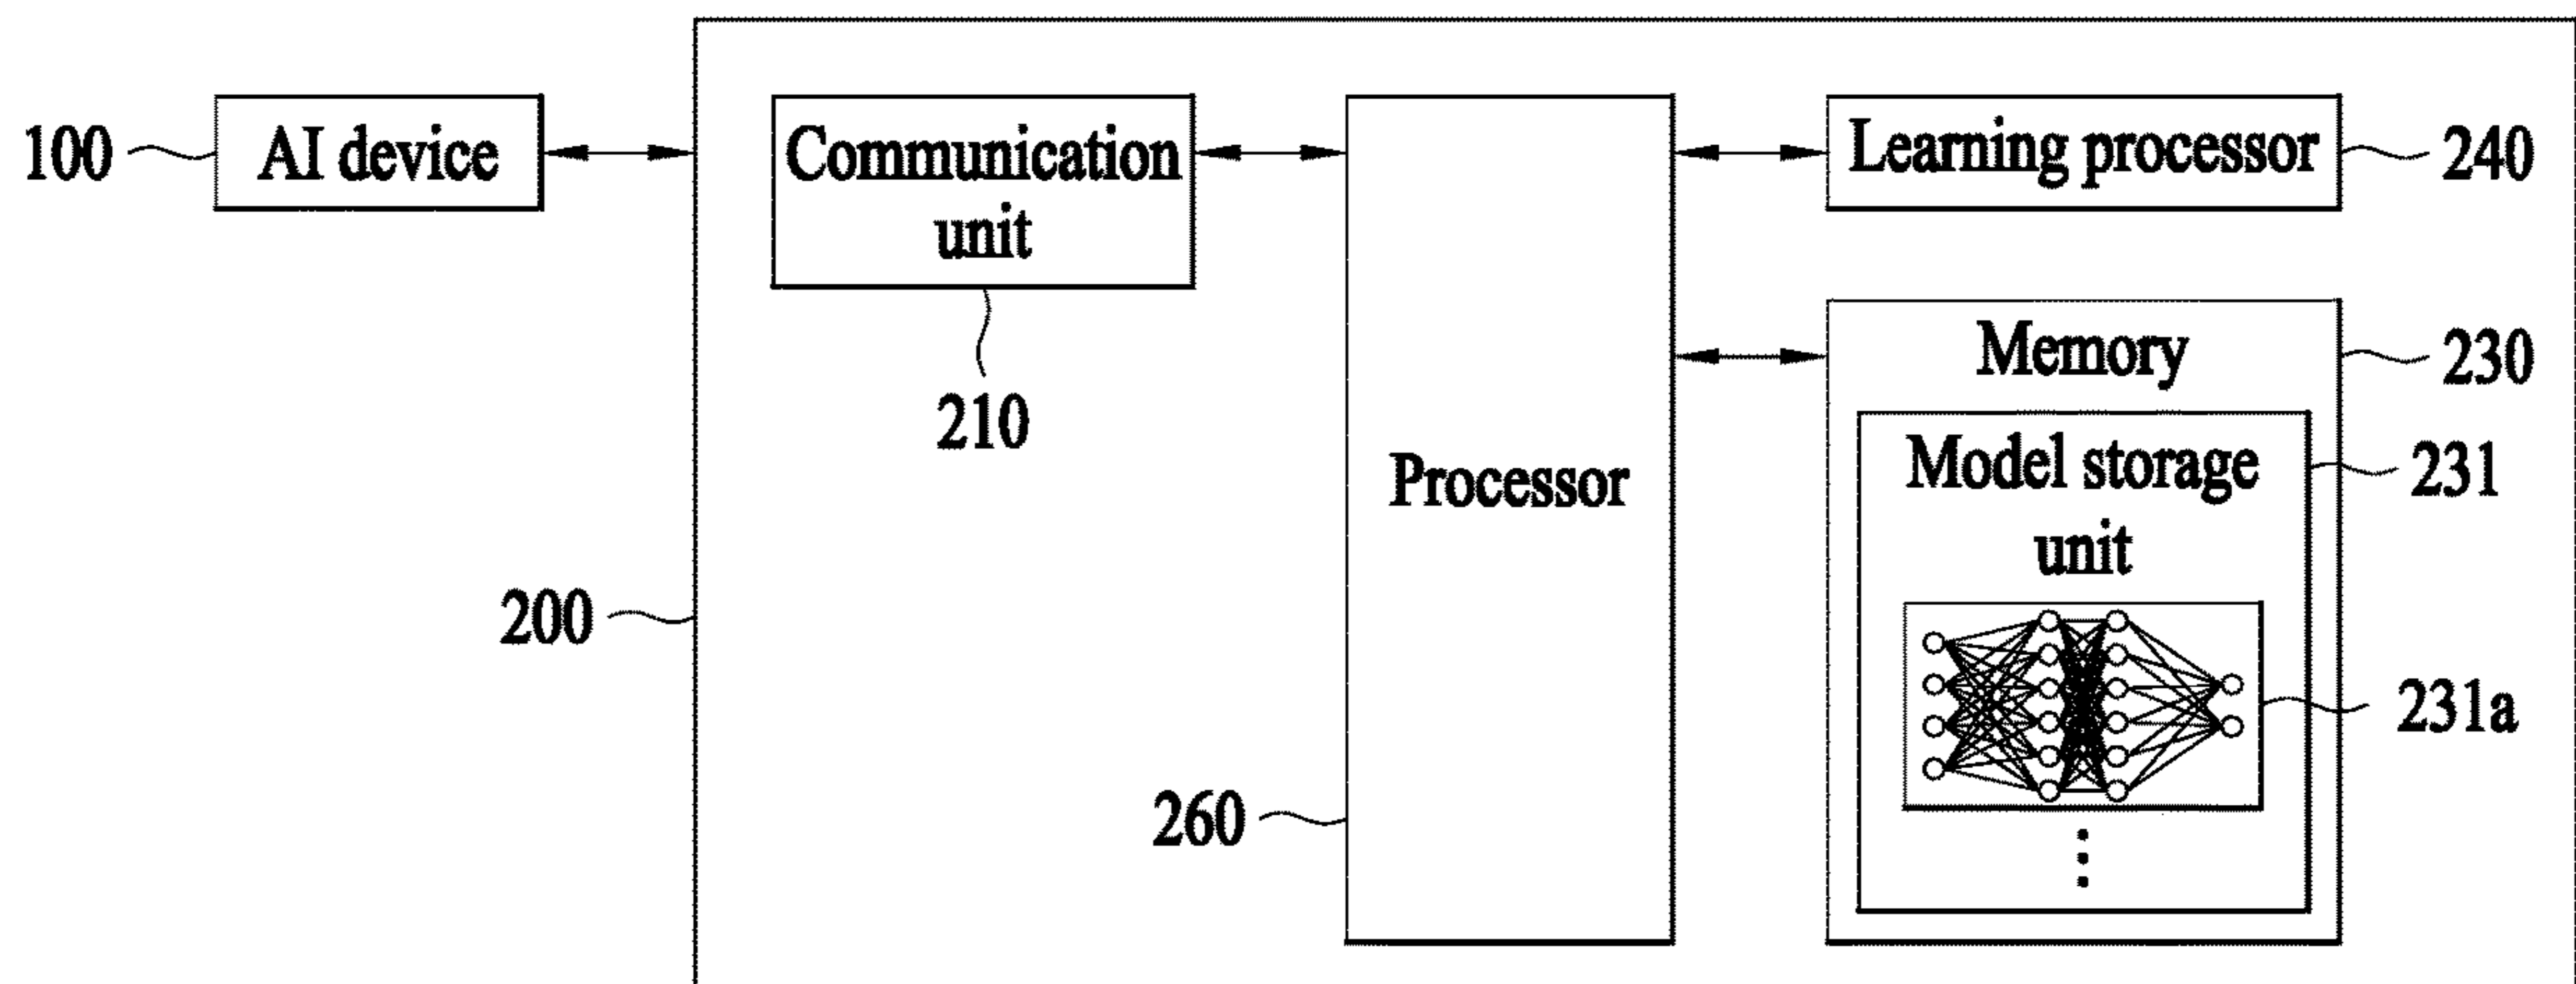 100
AI device
Communication
unit
210
200
Processor
260
Learning processor
240
Memory
230
Model storage
unit
231
231a